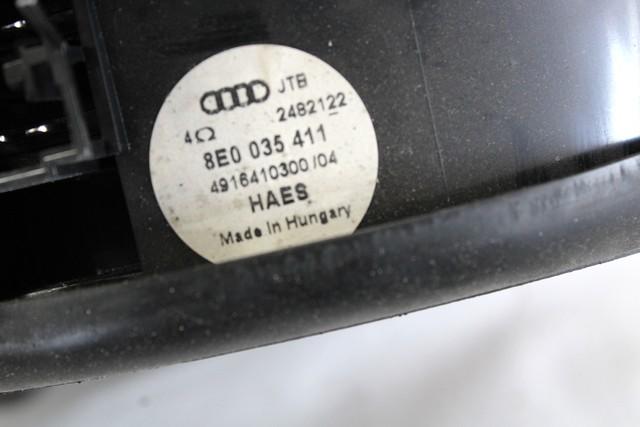 JTB
2482122
4Ω
8E0 035 411
4916410300/04
HAES
Made in Hungary